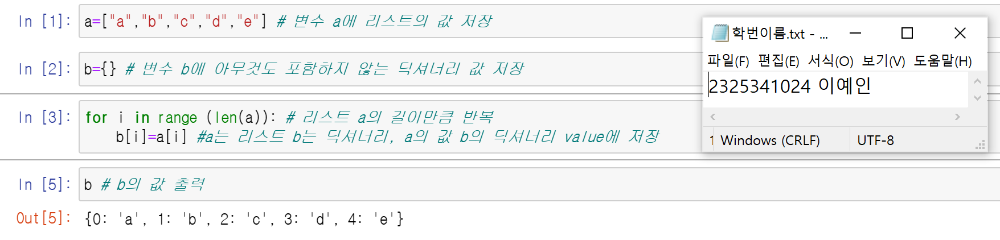 In [1]: a=["a","b","c","d","e"] # 변수 a에 리스트의 값 저장
In [2]: b={} # 변수 b에 아무것도 포함하지 않는 딕셔너리 값 저장
In [3]: for i in range (len(a)): # 리스트 a의 길이만큼 반복
b[i]=a[i] #a는 리스트 b는 딕셔너리, a의 값 b의 딕셔너리 value에 저장
In [5]: b # b의 값 출력
Out[5]: {0: 'a', 1: 'b', 2: 'c', 3: 'd', 4: 'e'}
학번이름.txt - ...
파일(F) 편집(E) 서식(O) 보기(V) 도움말(H)
2325341024 이예인
Windows (CRLF) UTF-8